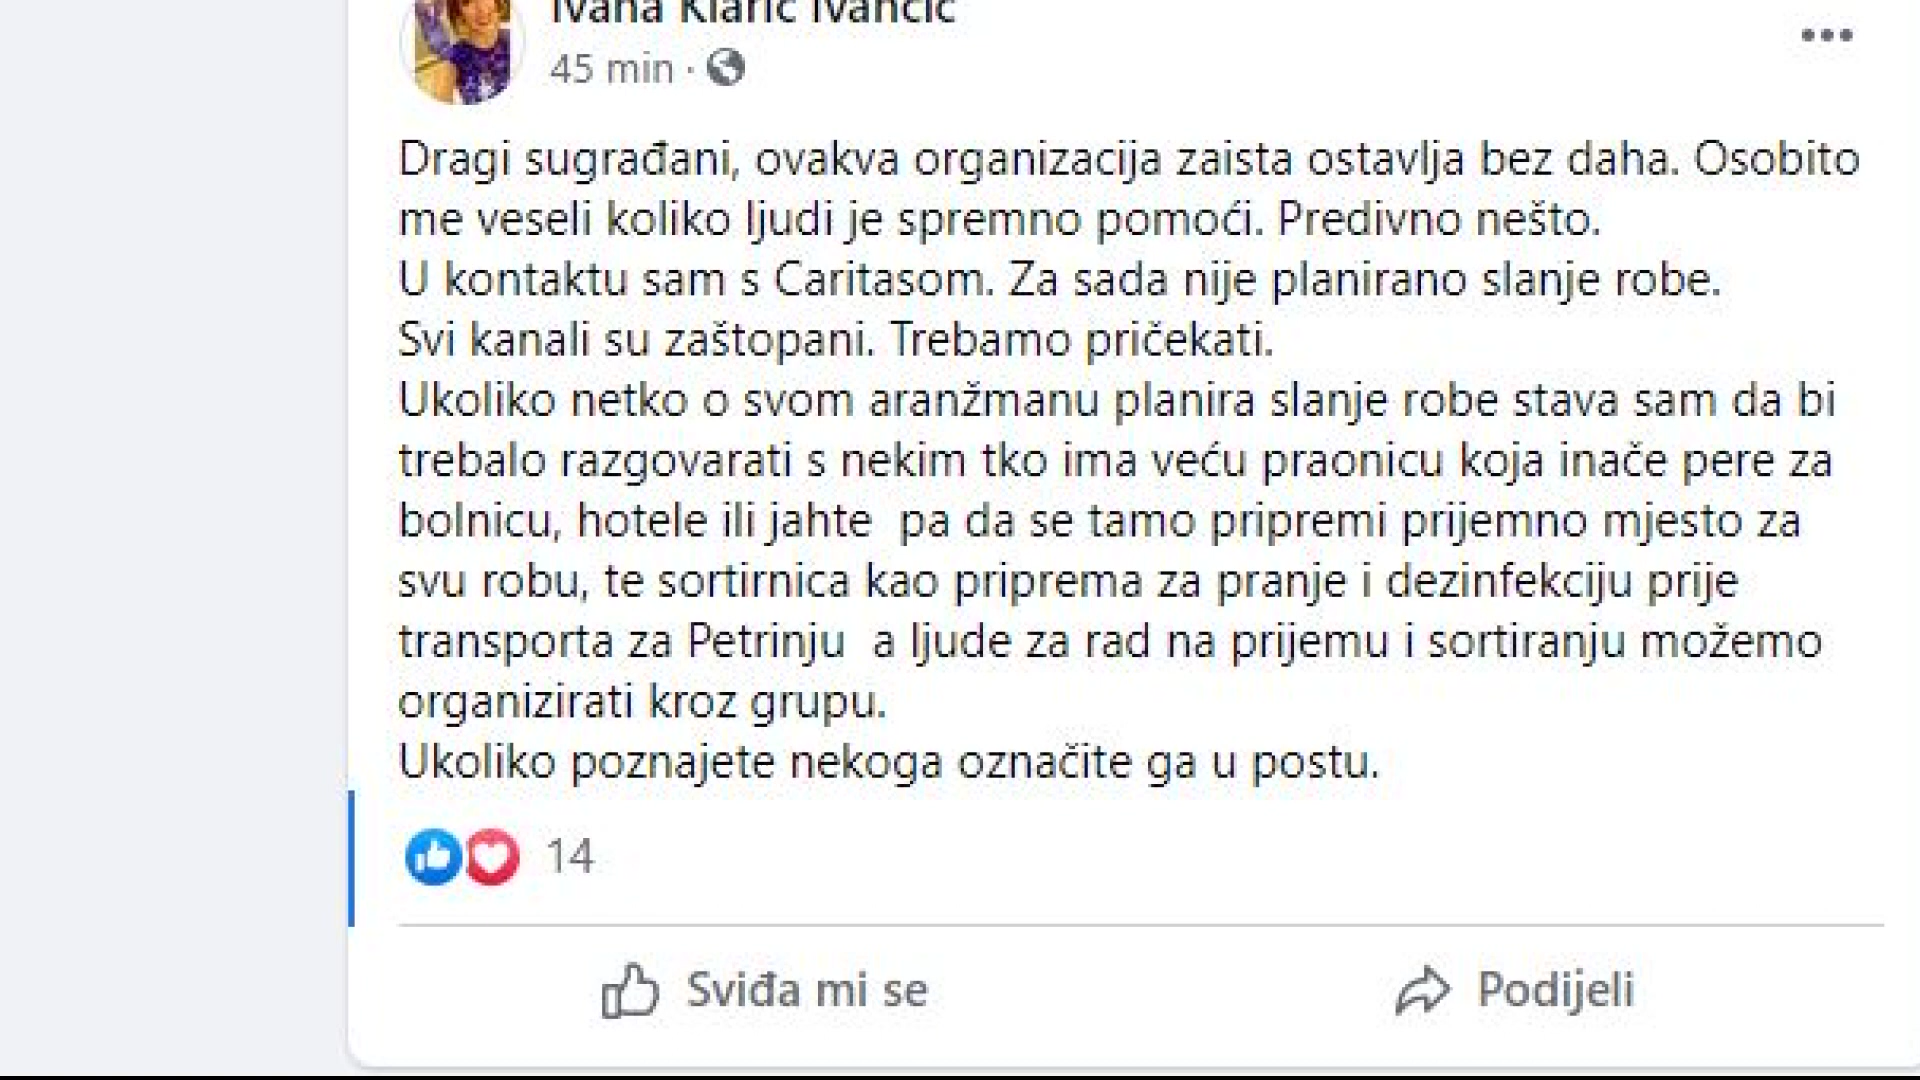 Ivana Klarić Ivančić
45 min ·
Dragi sugrađani, ovakva organizacija zaista ostavlja bez daha. Osobito
me veseli koliko ljudi je spremno pomoći. Predivno nešto.
U kontaktu sam s Caritasom. Za sada nije planirano slanje robe.
Svi kanali su zaštopani. Trebamo pričekati.
Ukoliko netko o svom aranžmanu planira slanje robe stava sam da bi
trebalo razgovarati s nekim tko ima veću praonicu koja inače pere za
bolnicu, hotele ili jahte  pa da se tamo pripremi prijemno mjesto za
svu robu, te sortirnica kao priprema za pranje i dezinfekciju prije
transporta za Petrinju  a ljude za rad na prijemu i sortiranju možemo
organizirati kroz grupu.
Ukoliko poznajete nekoga označite ga u postu.
14
Sviđa mi se
Podijeli